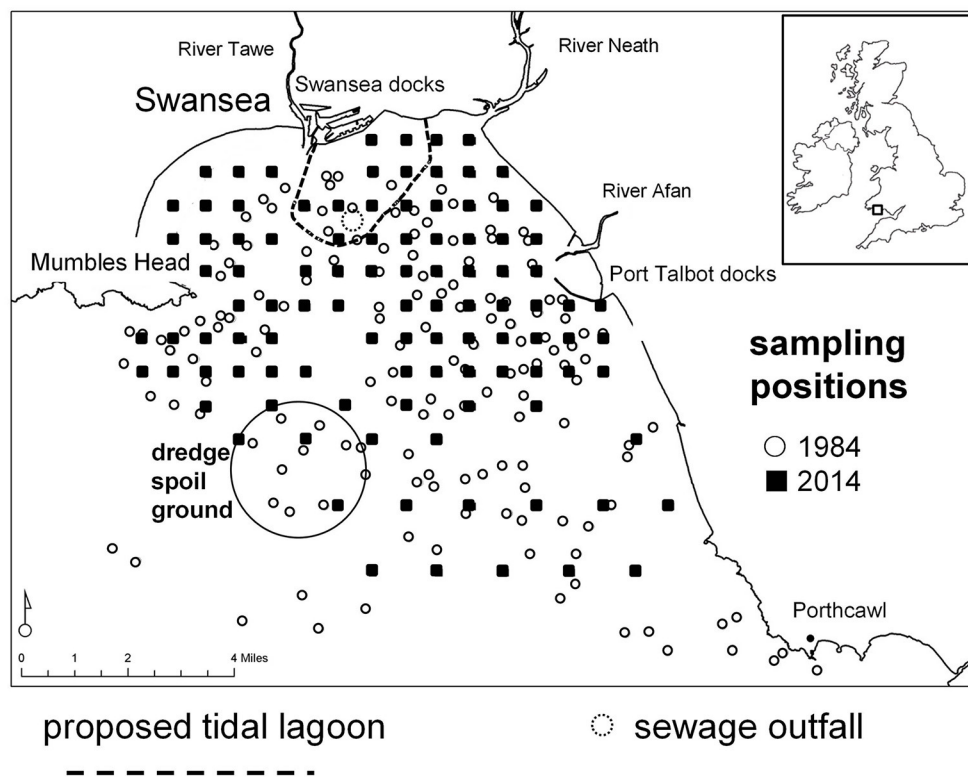 River Tawe
River Neath
Swansea docks
Swansea
River Afan
Mumbles Head
Port Talbot docks
sampling
positions
1984
2014
dredge
spoil
ground
Porthcawl
0 1 2 4 Miles
proposed tidal lagoon
sewage outfall